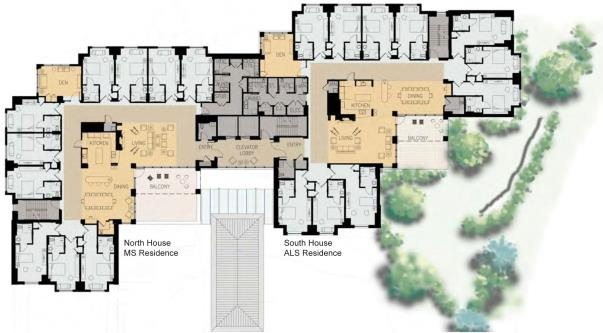 DEN
DEN
KITCHEN
DINING
LIVING
BALCONY
KITCHEN
LIVING
ENTRY
ELEVATOR
LOBBY
ENTRY
DINING
BALCONY
North House
MS Residence
South House
ALS Residence